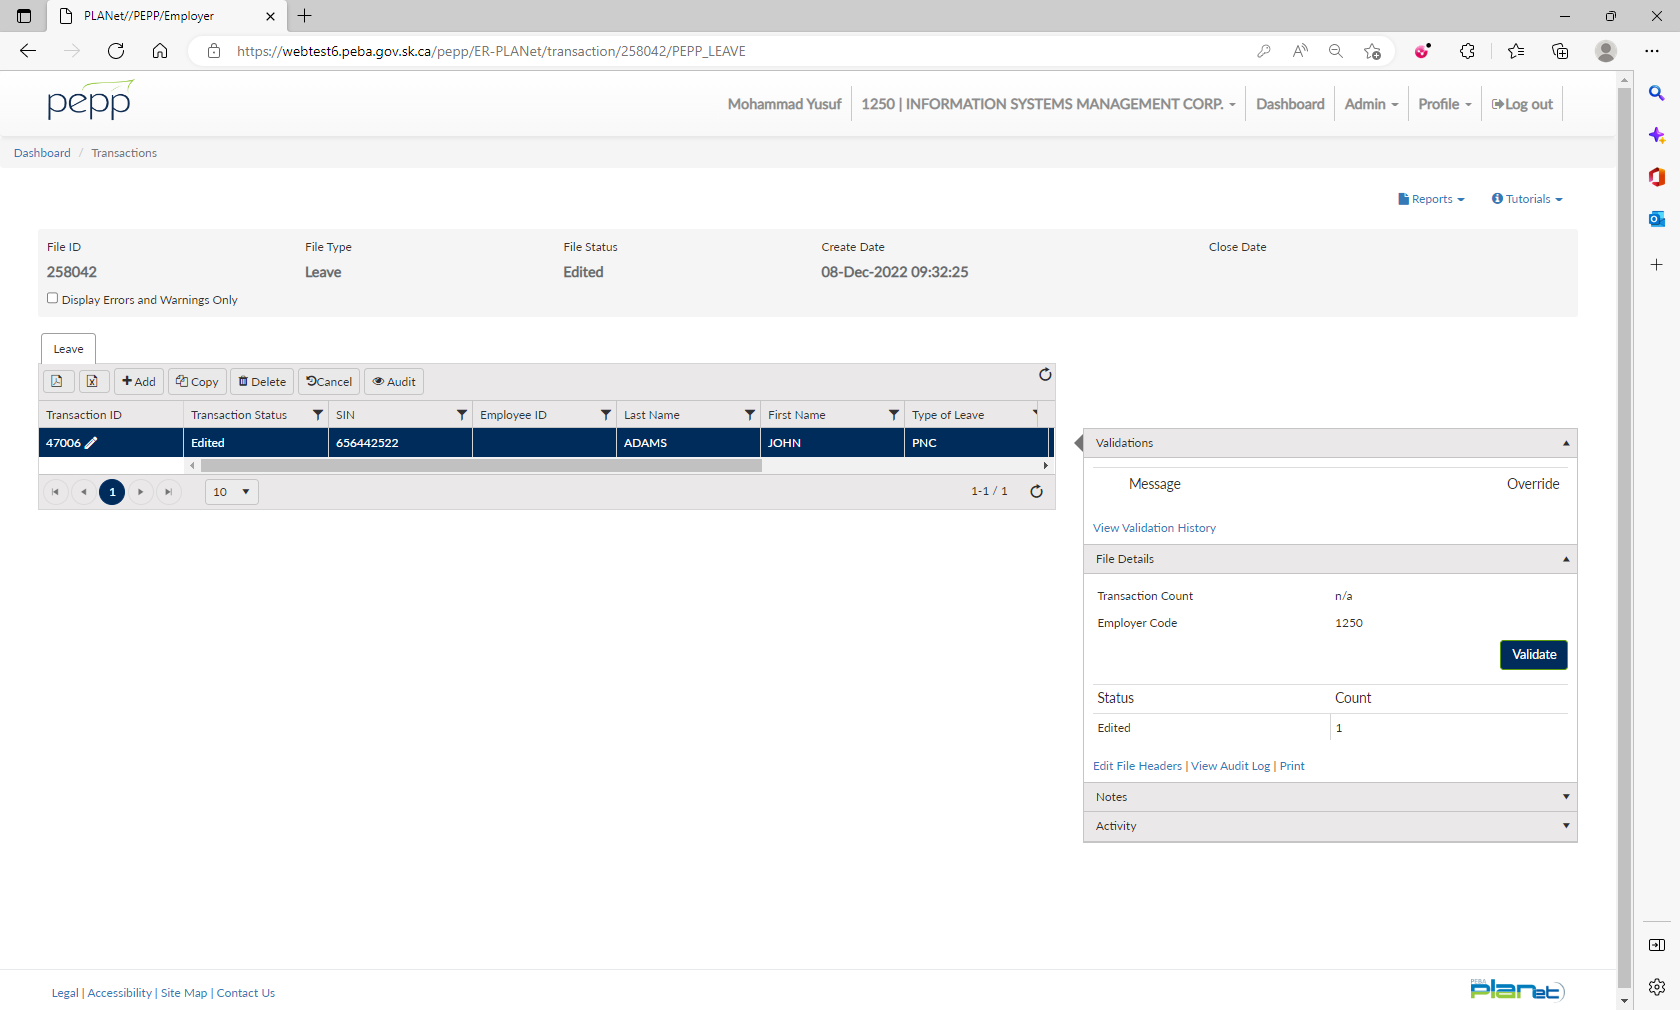 PLANet//PEPP/Employer
https://webtest6.peba.gov.sk.ca/pepp/ER-PLANet/transaction/258042/PEPP_LEAVE
pepp
Mohammad Yusuf
1250 | INFORMATION SYSTEMS MANAGEMENT CORP.
Dashboard
Admin
Profile
Log out
Dashboard / Transactions
Reports
Tutorials
File ID
File Type
File Status
Create Date
Close Date
258042
Leave
Edited
08-Dec-2022 09:32:25
Display Errors and Warnings Only
Leave
Add
Copy
Delete
Cancel
Audit
Transaction ID
Transaction Status
SIN
Employee ID
Last Name
First Name
Type of Leave
47006
Edited
656442522
ADAMS
JOHN
PNC
1
10
1-1 / 1
Validations
Message
Override
View Validation History
File Details
Transaction Count
n/a
Employer Code
1250
Validate
Status
Count
Edited
1
Edit File Headers | View Audit Log | Print
Notes
Activity
Legal | Accessibility | Site Map | Contact Us
PEBA
planet